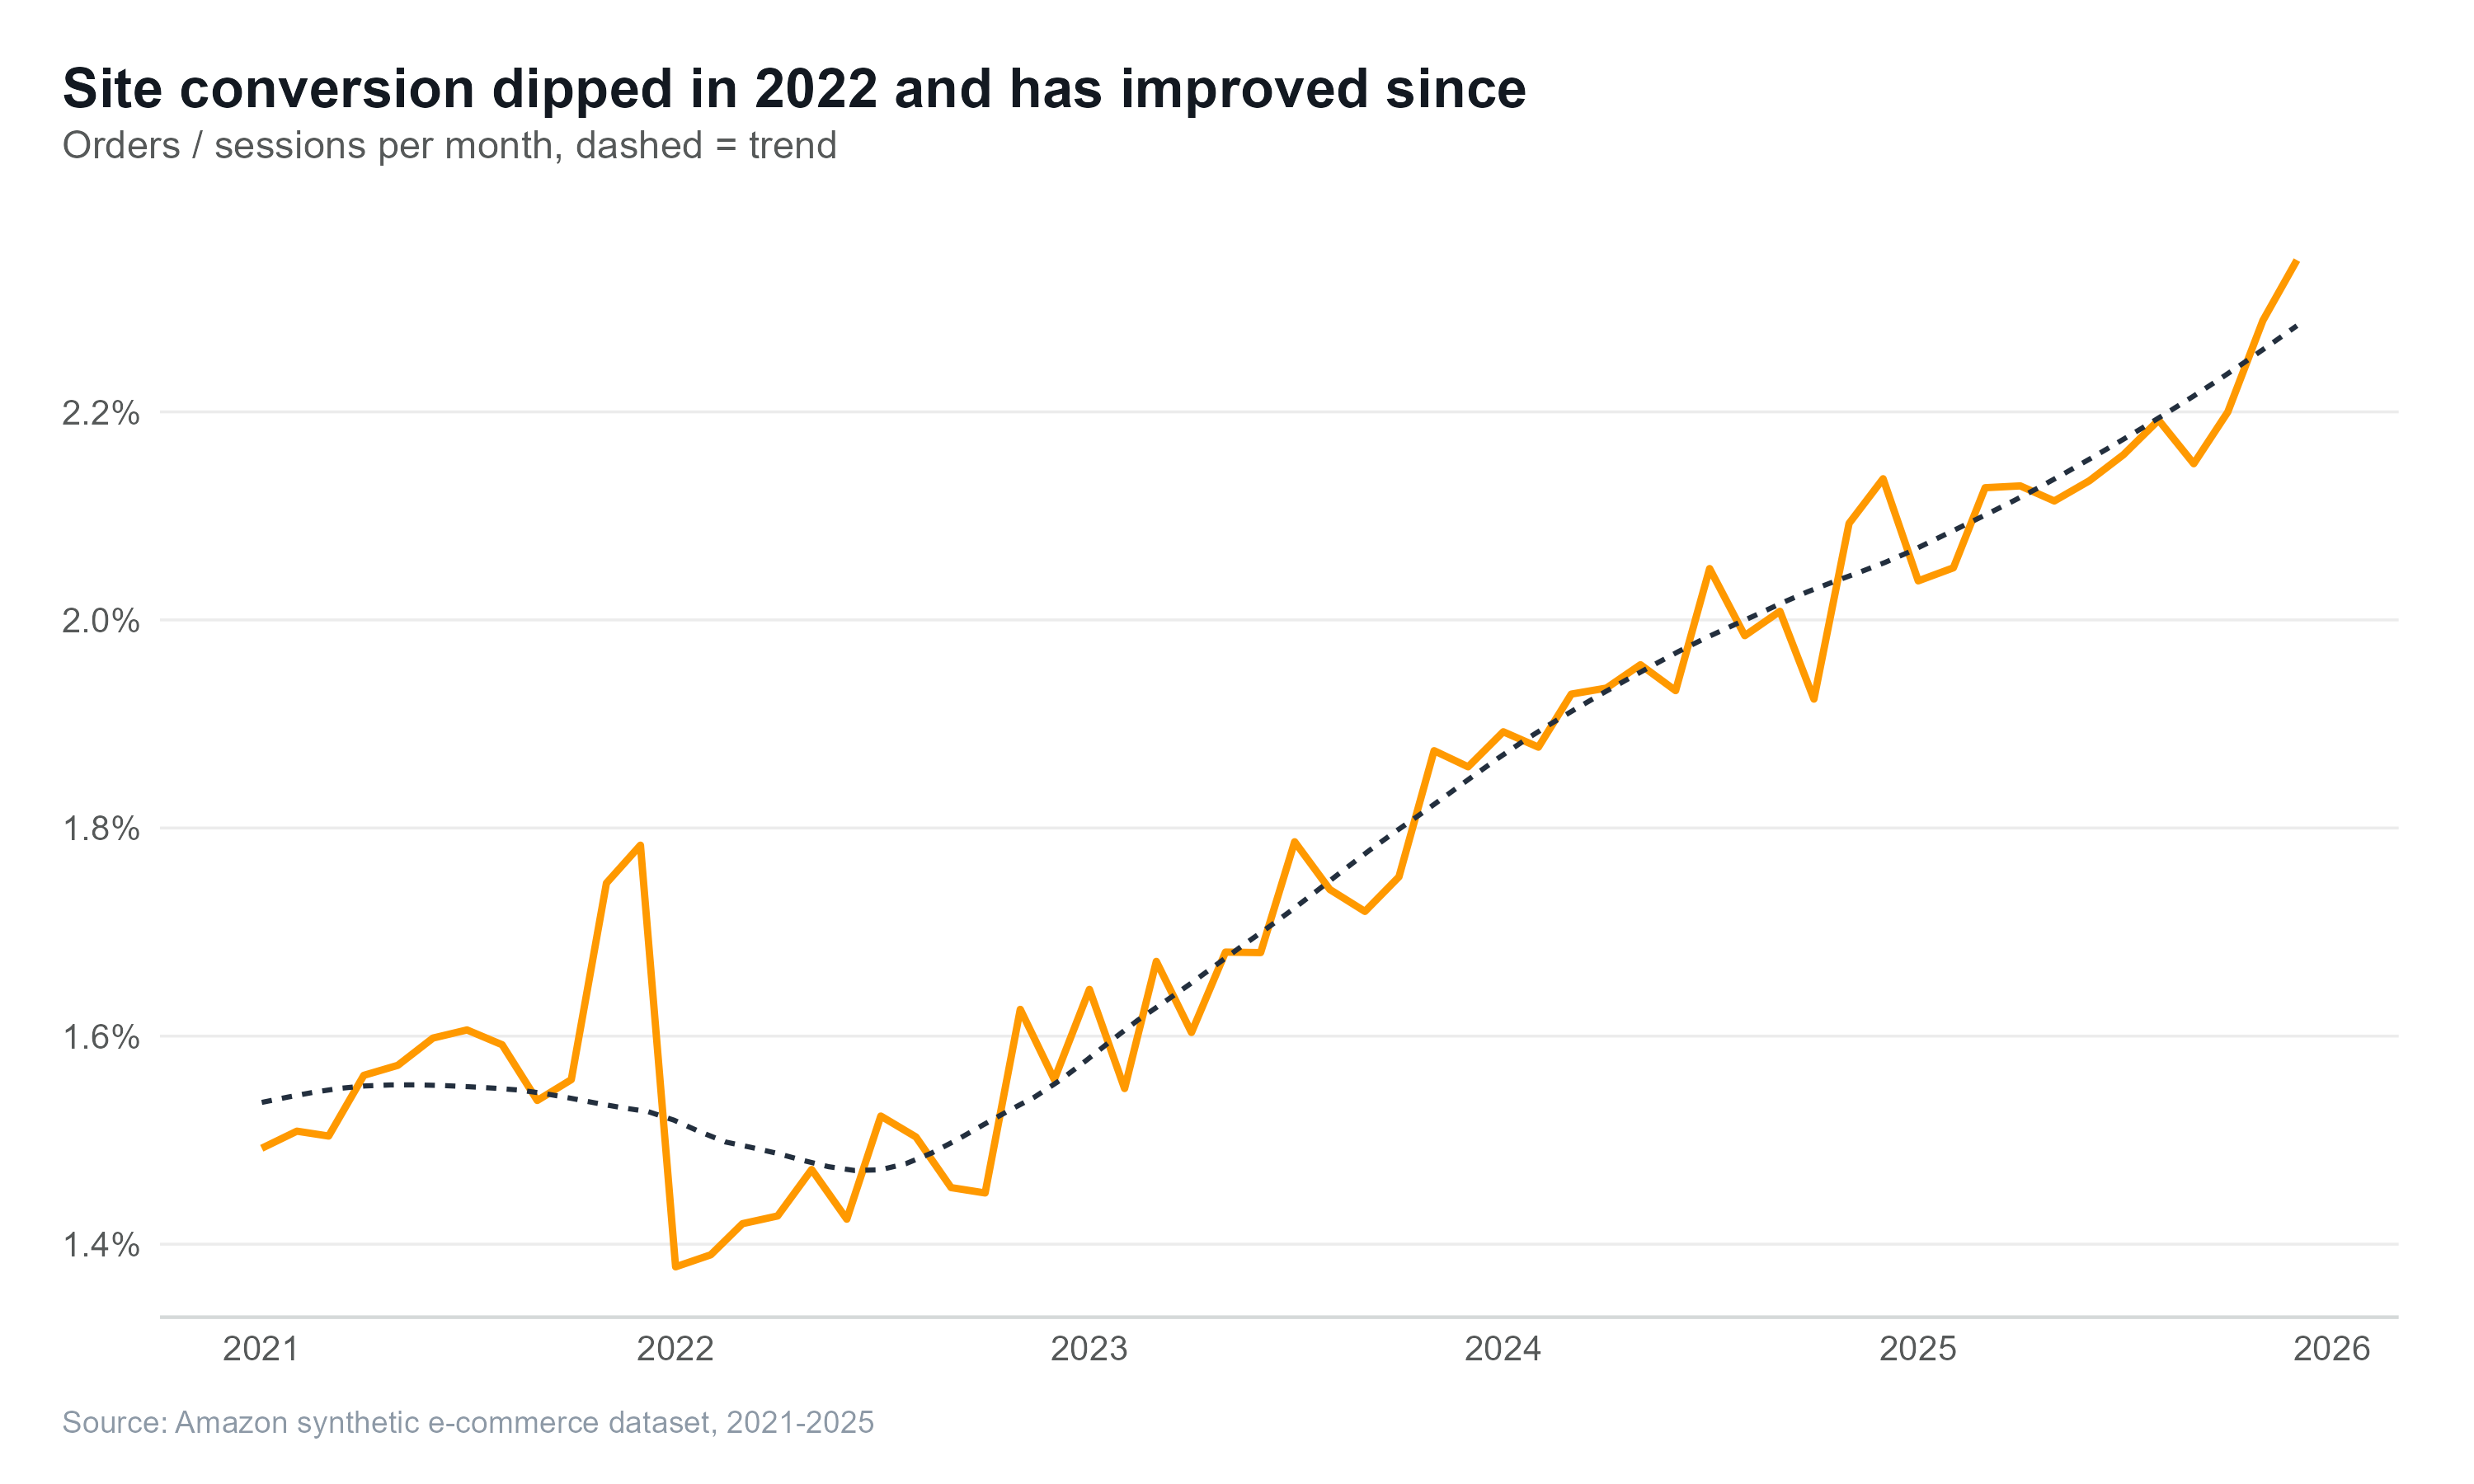 Site conversion dipped in 2022 and has improved since
Orders / sessions per month, dashed = trend
2.2%
2.0%
1.8%
1.6%
1.4%
2021 2022 2023 2024 2025 2026
Source: Amazon synthetic e-commerce dataset, 2021-2025